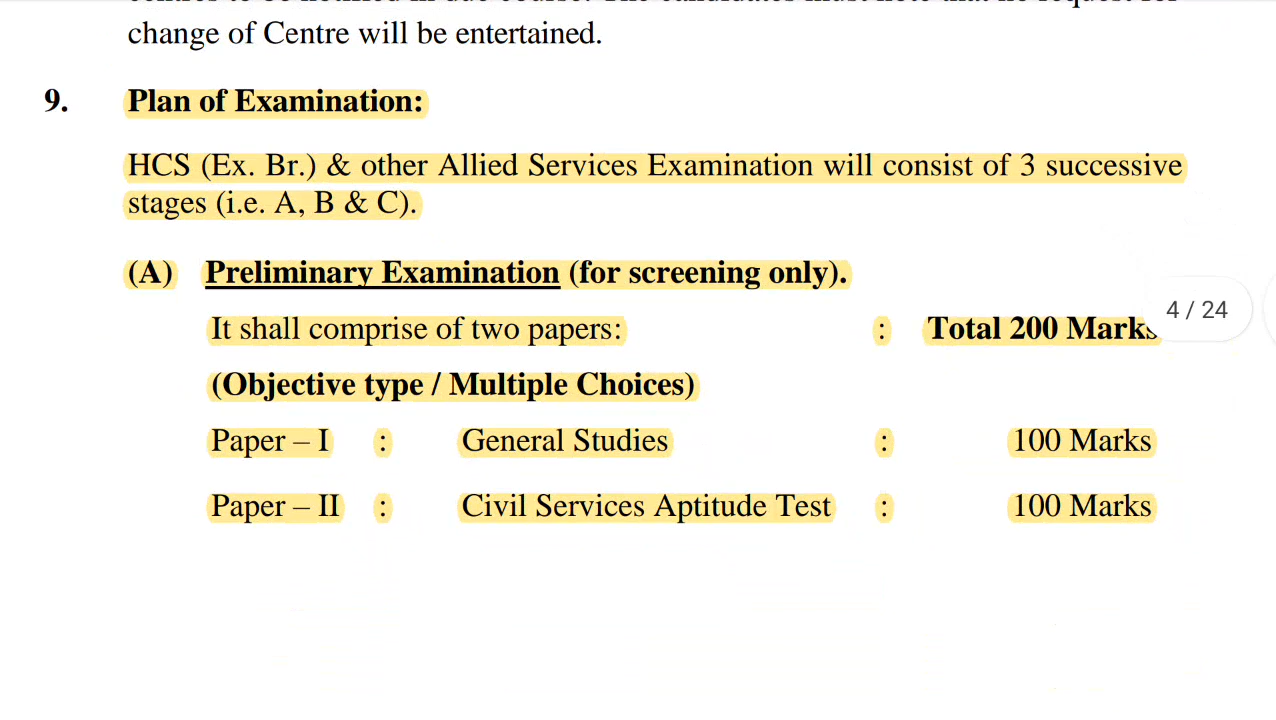 change of Centre will be entertained.
9. Plan of Examination:
HCS (Ex. Br.) & other Allied Services Examination will consist of 3 successive
stages (i.e. A, B & C).
(A) Preliminary Examination (for screening only).
It shall comprise of two papers: : Total 200 Marks
4 / 24
(Objective type / Multiple Choices)
Paper – I : General Studies : 100 Marks
Paper – II : Civil Services Aptitude Test : 100 Marks